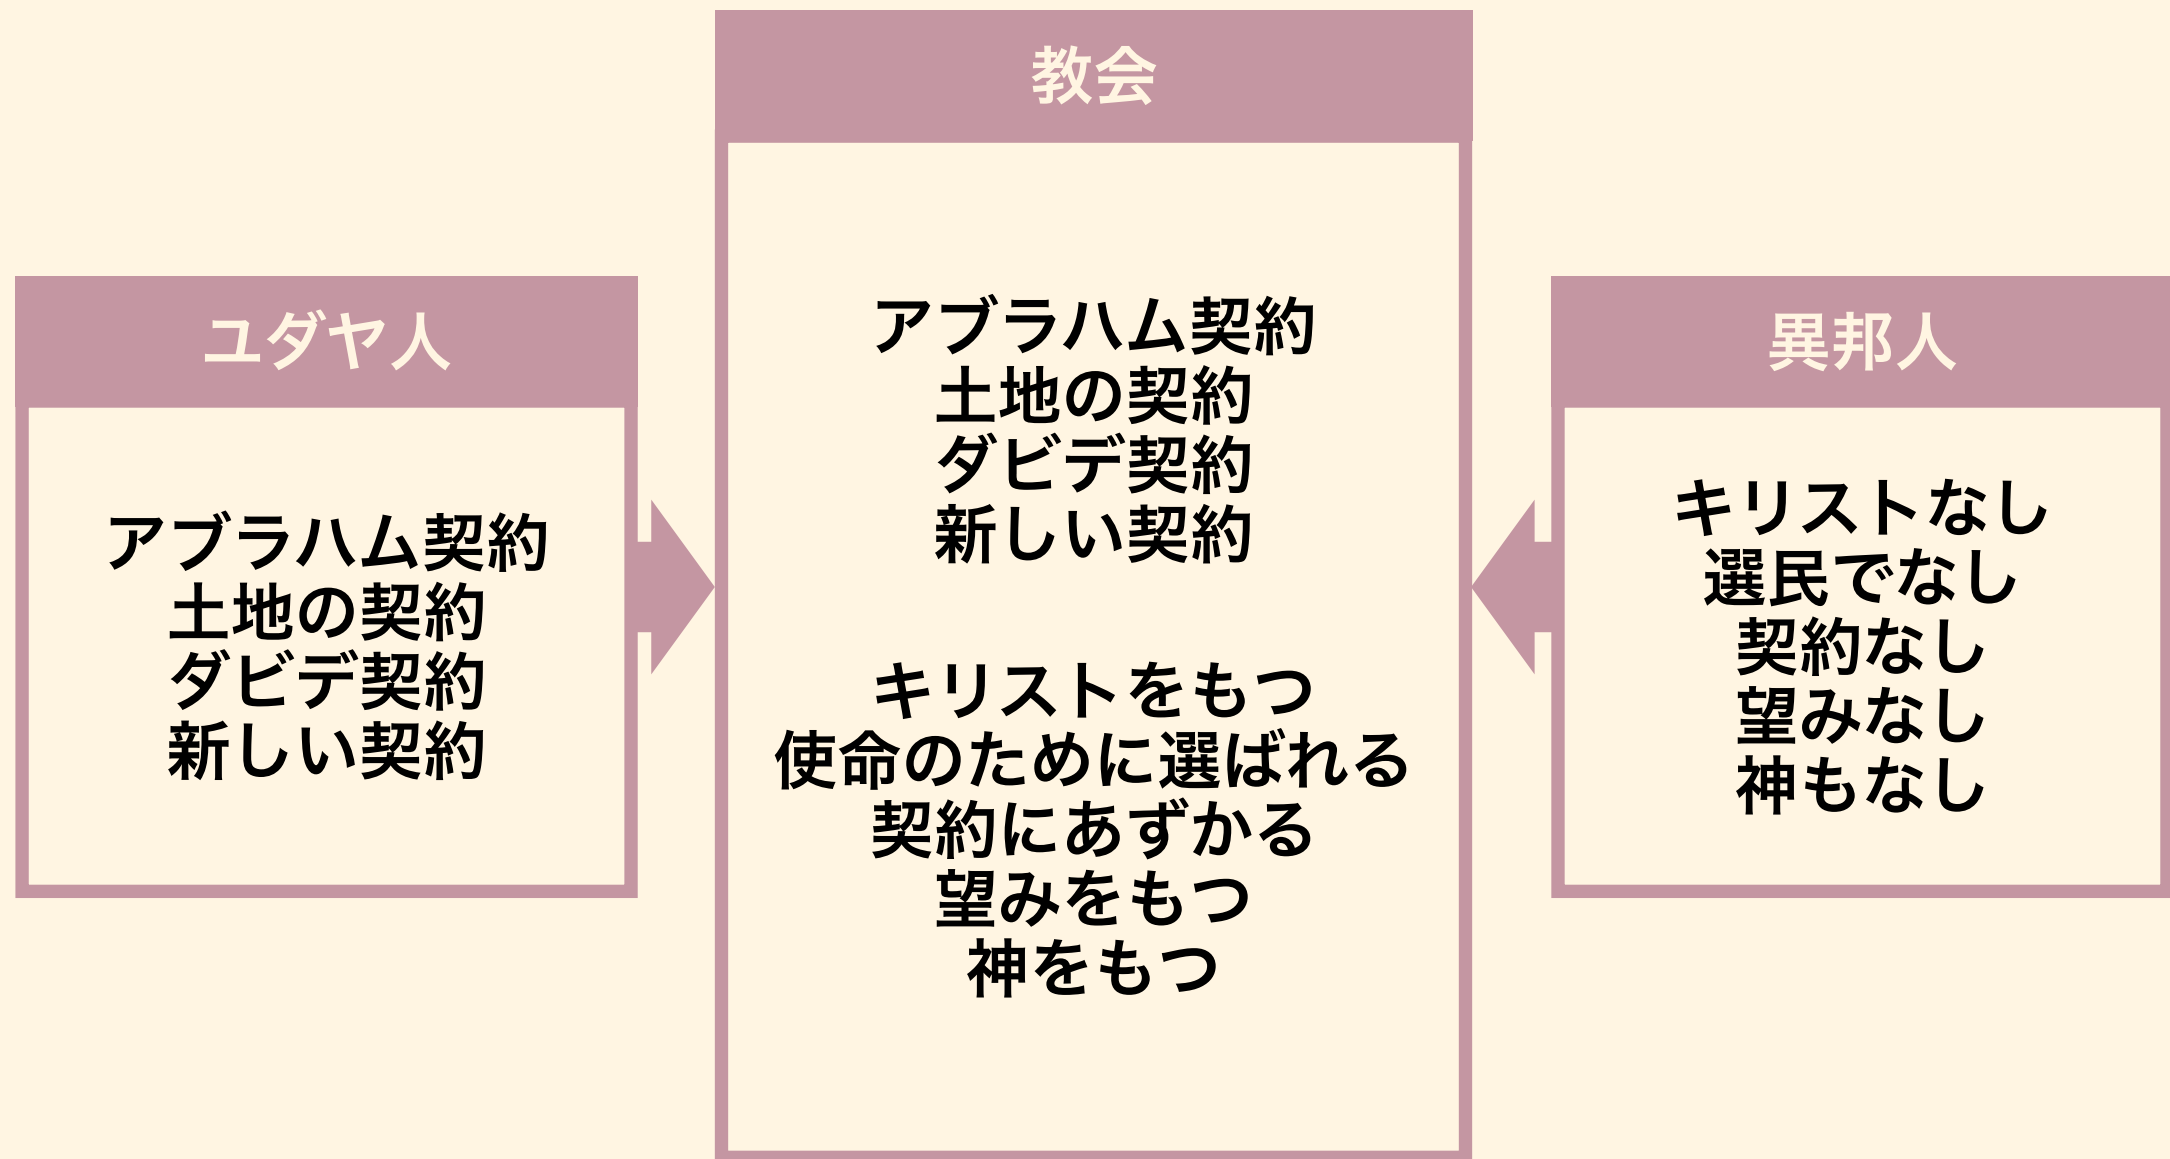 教会
ユダヤ人
アブラハム契約
土地の契約
ダビデ契約
新しい契約
アブラハム契約
土地の契約
ダビデ契約
新しい契約
キリストをもつ
使命のために選ばれる
契約にあずかる
望みをもつ
神をもつ
異邦人
キリストなし
選民でなし
契約なし
望みなし
神もなし